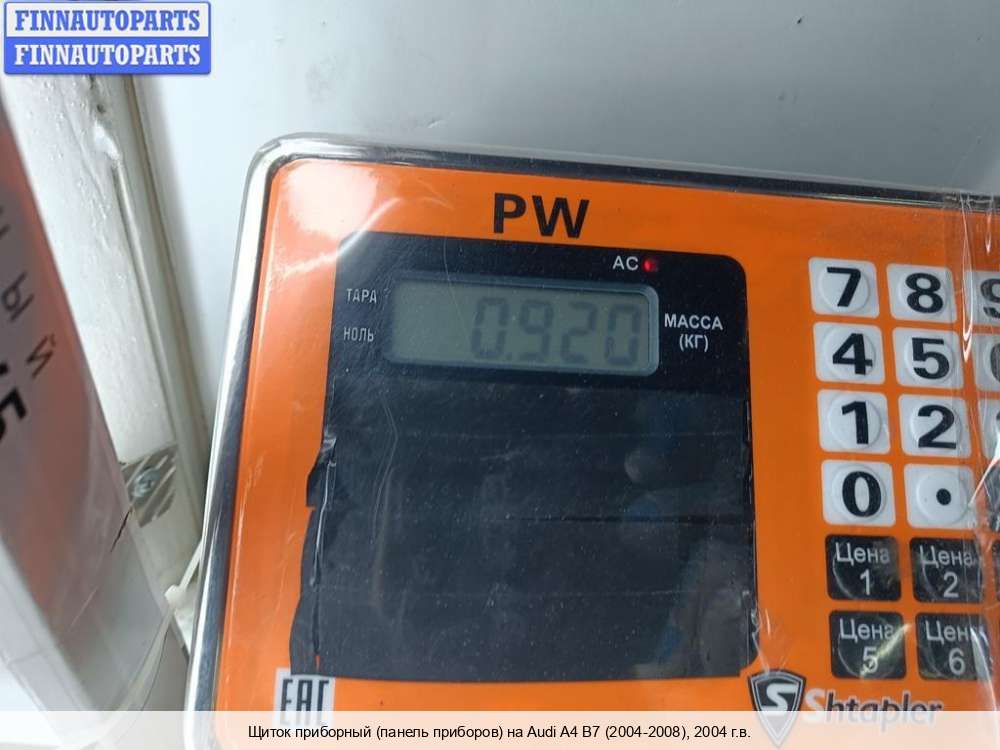 FINNAUTOPARTS
FINNAUTOPARTS
PW
AC
ТАРА
НОЛЬ
0.920
МАССА
(КГ)
7 8 9
4 5
1 2
0 .
Цена 1
Цена 2
Цена 5
Цена 6
EAC
S Shtapler
Щиток приборный (панель приборов) на Audi A4 B7 (2004-2008), 2004 г.в.